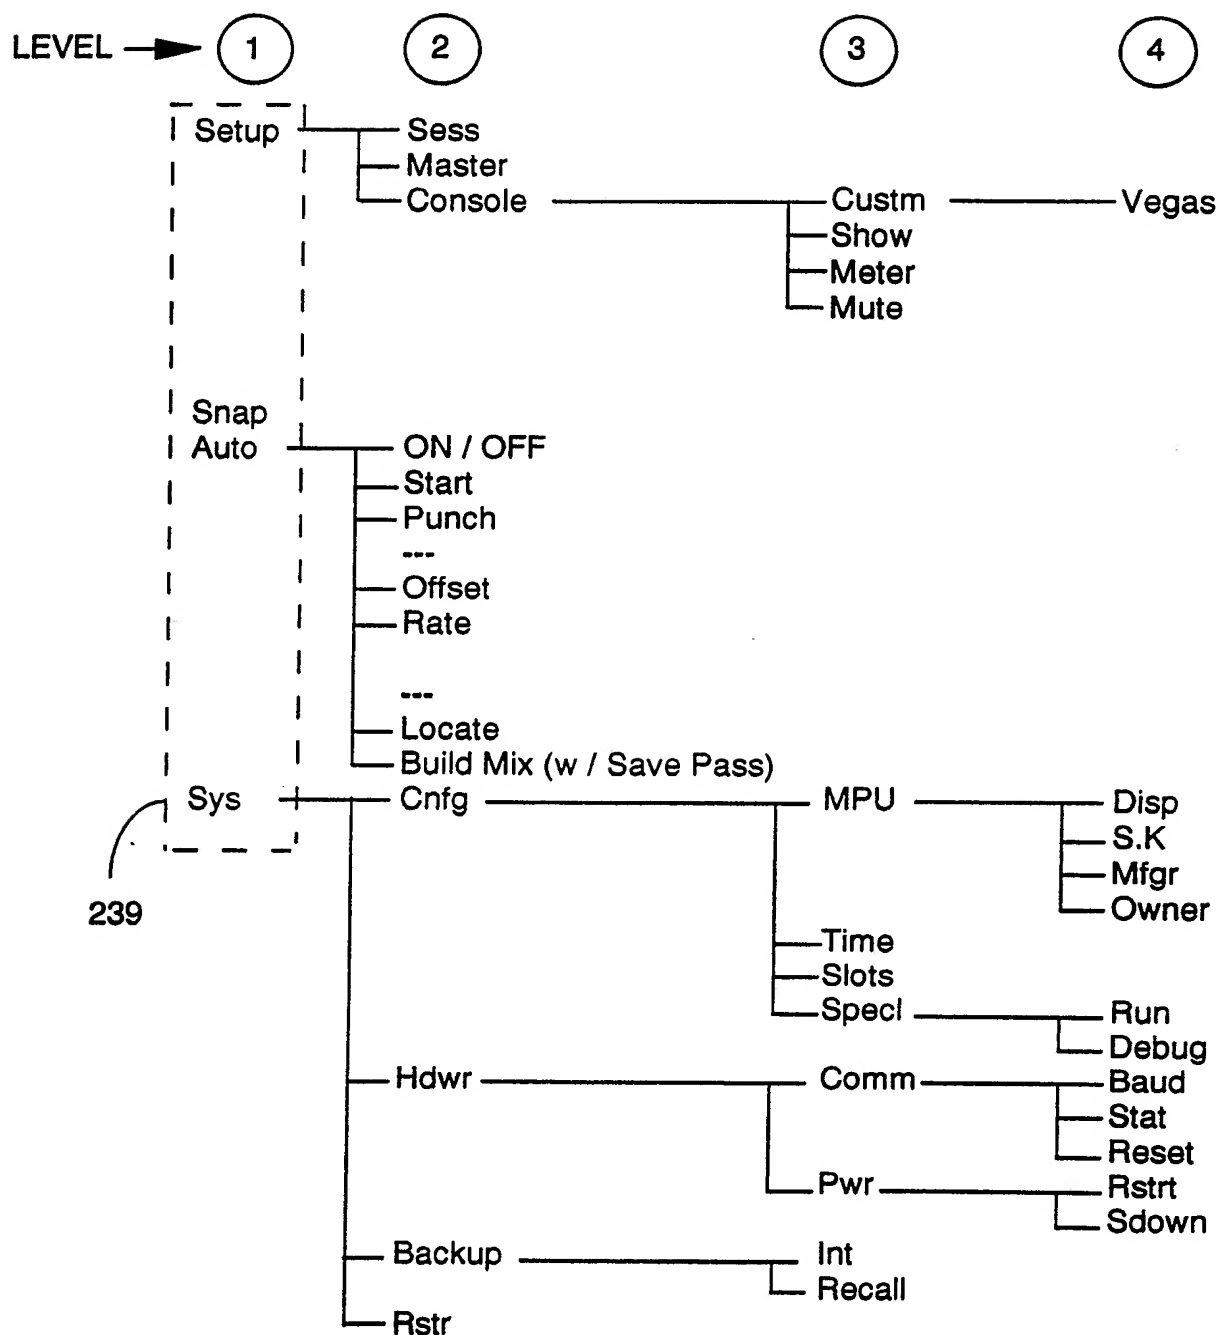 LEVEL 1 2 3 4
Setup Sess
Master
Console Custm Vegas
Show
Meter
Mute
Snap
Auto ON / OFF
Start
Punch
---
Offset
Rate
---
Locate
Build Mix (w / Save Pass)
Sys Cnfg MPU Disp
S.K
Mfgr
239 Owner
Time
Slots
Specl Run
Debug
Hdwr Comm Baud
Stat
Reset
Pwr Rstrt
Sdown
Backup Int
Recall
Rstr